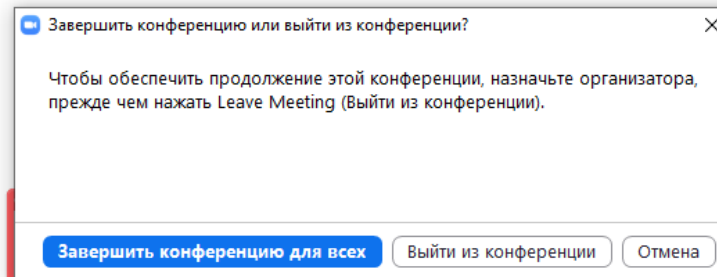 Завершить конференцию или выйти из конференции?
Чтобы обеспечить продолжение этой конференции, назначьте организатора,
прежде чем нажать Leave Meeting (Выйти из конференции).
Завершить конференцию для всех
Выйти из конференции
Отмена